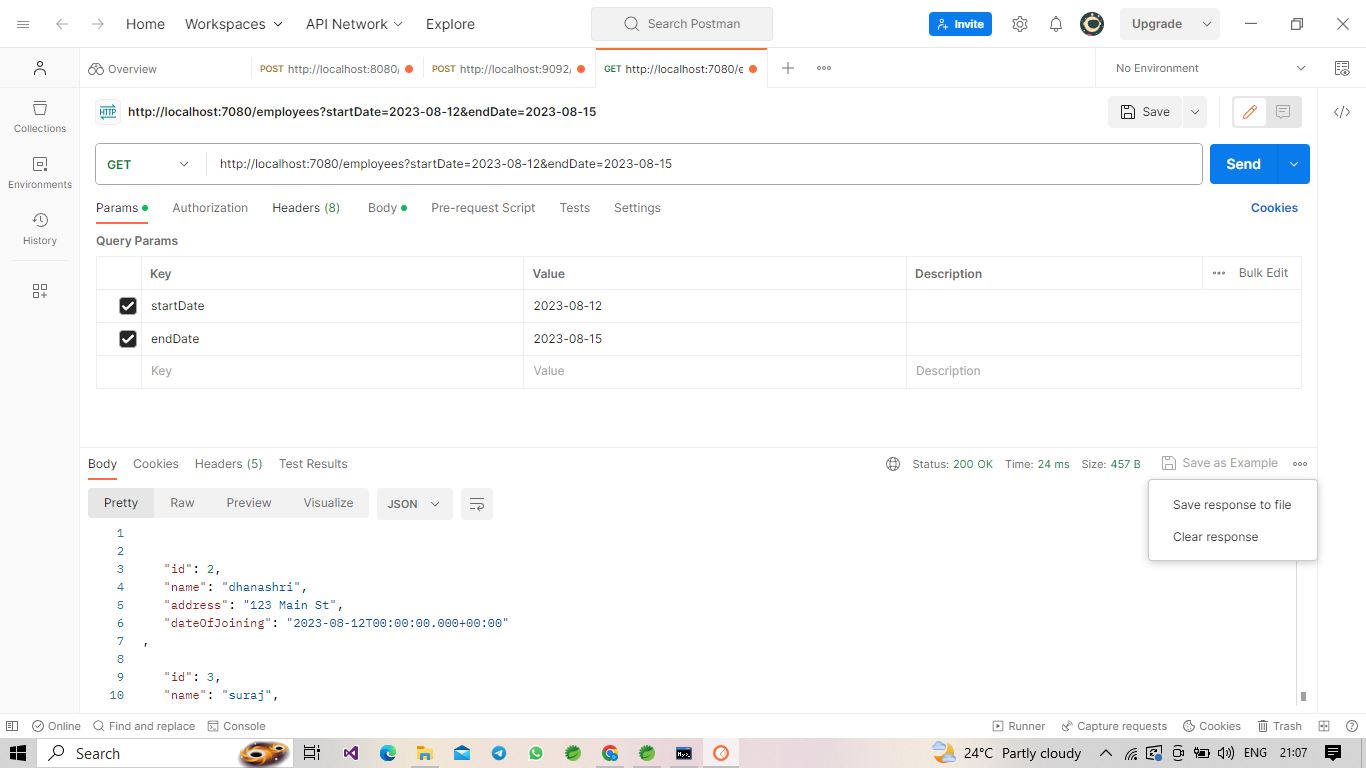 Home Workspaces API Network Explore Search Postman Invite Upgrade
Overview POST http://localhost:8080/ POST http://localhost:9092/ GET http://localhost:7080/e No Environment
HTTP http://localhost:7080/employees?startDate=2023-08-12&endDate=2023-08-15 Save
Collections
GET http://localhost:7080/employees?startDate=2023-08-12&endDate=2023-08-15 Send
Environments
Params Authorization Headers (8) Body Pre-request Script Tests Settings Cookies
History
Query Params
Key Value Description Bulk Edit
startDate 2023-08-12
endDate 2023-08-15
Key Value Description
Body Cookies Headers (5) Test Results Status: 200 OK Time: 24 ms Size: 457 B Save as Example
Pretty Raw Preview Visualize JSON
Save response to file
Clear response
1
2
3 "id": 2,
4 "name": "dhanashri",
5 "address": "123 Main St",
6 "dateOfJoining": "2023-08-12T00:00:00.000+00:00"
7 ,
8
9 "id": 3,
10 "name": "suraj",
Online Find and replace Console Runner Capture requests Cookies Trash
Search 24°C Partly cloudy ENG 21:07